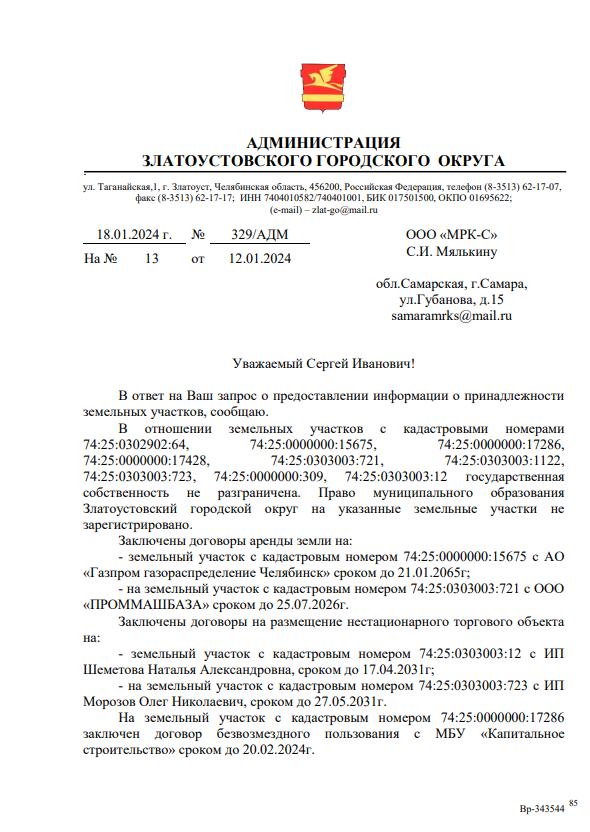 АДМИНИСТРАЦИЯ
ЗЛАТОУСТОВСКОГО ГОРОДСКОГО ОКРУГА
ул. Таганайская,1, г. Златоуст, Челябинская область, 456200, Российская Федерация, телефон (8-3513) 62-17-07,
факс (8-3513) 62-17-17; ИНН 7404010582/740401001, БИК 017501500, ОКПО 01695622;
(e-mail) – zlat-go@mail.ru
18.01.2024 г. № 329/АДМ
На № 13 от 12.01.2024
ООО «МРК-С»
С.И. Мялькину
обл.Самарская, г.Самара,
ул.Губанова, д.15
samaramrks@mail.ru
Уважаемый Сергей Иванович!
В ответ на Ваш запрос о предоставлении информации о принадлежности
земельных участков, сообщаю.
В отношении земельных участков с кадастровыми номерами
74:25:0302902:64, 74:25:0000000:15675, 74:25:0000000:17286,
74:25:0000000:17428, 74:25:0303003:721, 74:25:0303003:1122,
74:25:0303003:723, 74:25:0000000:309, 74:25:0303003:12 государственная
собственность не разграничена. Право муниципального образования
Златоустовский городской округ на указанные земельные участки не
зарегистрировано.
Заключены договоры аренды земли на:
- земельный участок с кадастровым номером 74:25:0000000:15675 с АО
«Газпром газораспределение Челябинск» сроком до 21.01.2065г;
- на земельный участок с кадастровым номером 74:25:0303003:721 с ООО
«ПРОММАШБАЗА» сроком до 25.07.2026г.
Заключены договоры на размещение нестационарного торгового объекта
на:
- земельный участок с кадастровым номером 74:25:0303003:12 с ИП
Шеметова Наталья Александровна, сроком до 17.04.2031г;
- на земельный участок с кадастровым номером 74:25:0303003:723 с ИП
Морозов Олег Николаевич, сроком до 27.05.2031г.
На земельный участок с кадастровым номером 74:25:0000000:17286
заключен договор безвозмездного пользования с МБУ «Капитальное
строительство» сроком до 20.02.2024г.
Вр-343544 85